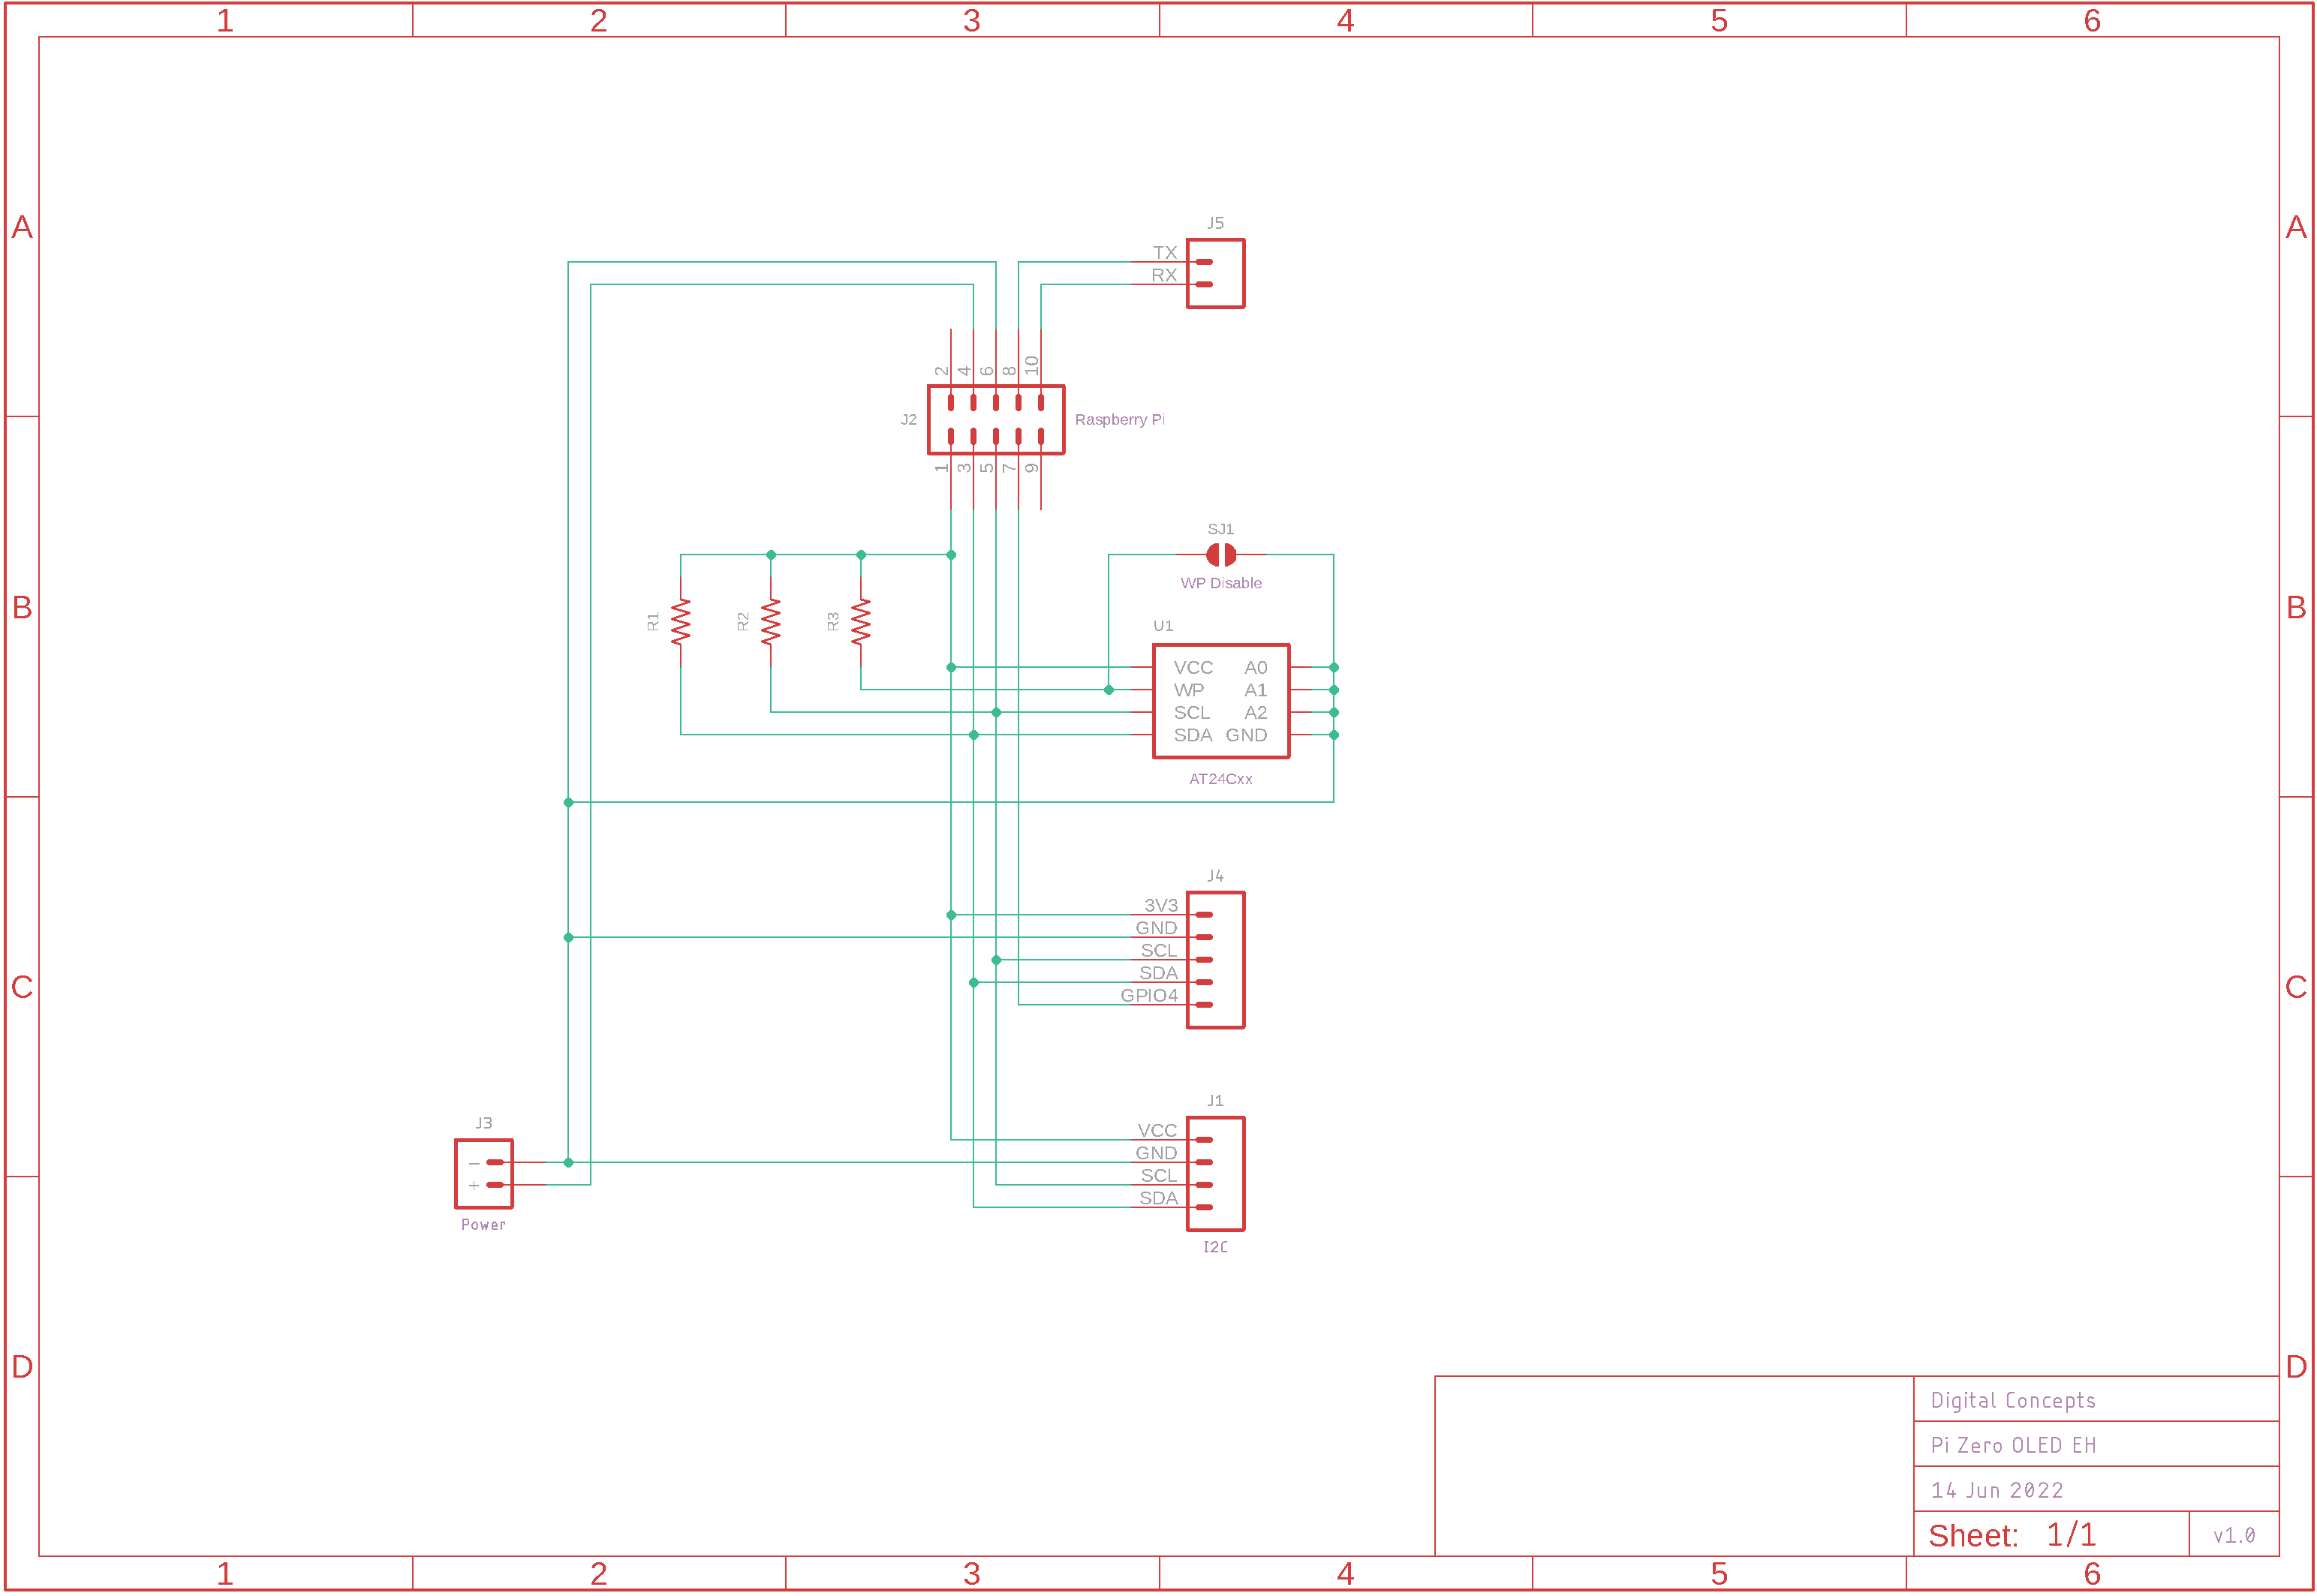 1 2 3 4 5 6
A A
J5
TX
RX
2 4 6 8 10
J2 Raspberry Pi
1 3 5 7 9
SJ1
WP Disable
B B
R1 R2 R3
U1
VCC A0
WP A1
SCL A2
SDA GND
AT24Cxx
J4
3V3
GND
SCL
SDA
GPIO4
C C
J1
VCC
GND
SCL
SDA
I2C
J3
-
+
Power
D D
Digital Concepts
Pi Zero OLED EH
14 Jun 2022
Sheet: 1/1 v1.0
1 2 3 4 5 6